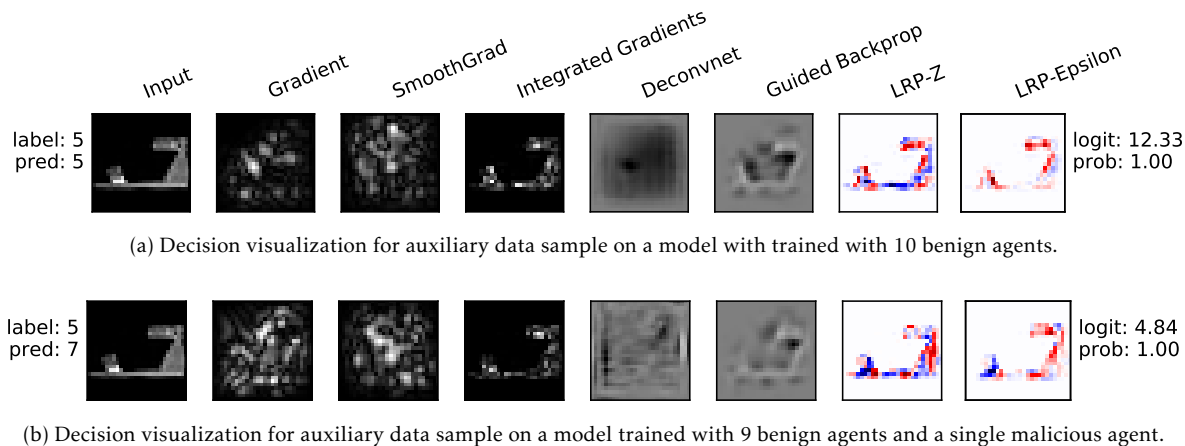 Input Gradient SmoothGrad Integrated Gradients Deconvnet Guided Backprop LRP-Z LRP-Epsilon
label: 5
pred: 5
logit: 12.33
prob: 1.00
(a) Decision visualization for auxiliary data sample on a model with trained with 10 benign agents.
label: 5
pred: 7
logit: 4.84
prob: 1.00
(b) Decision visualization for auxiliary data sample on a model trained with 9 benign agents and a single malicious agent.